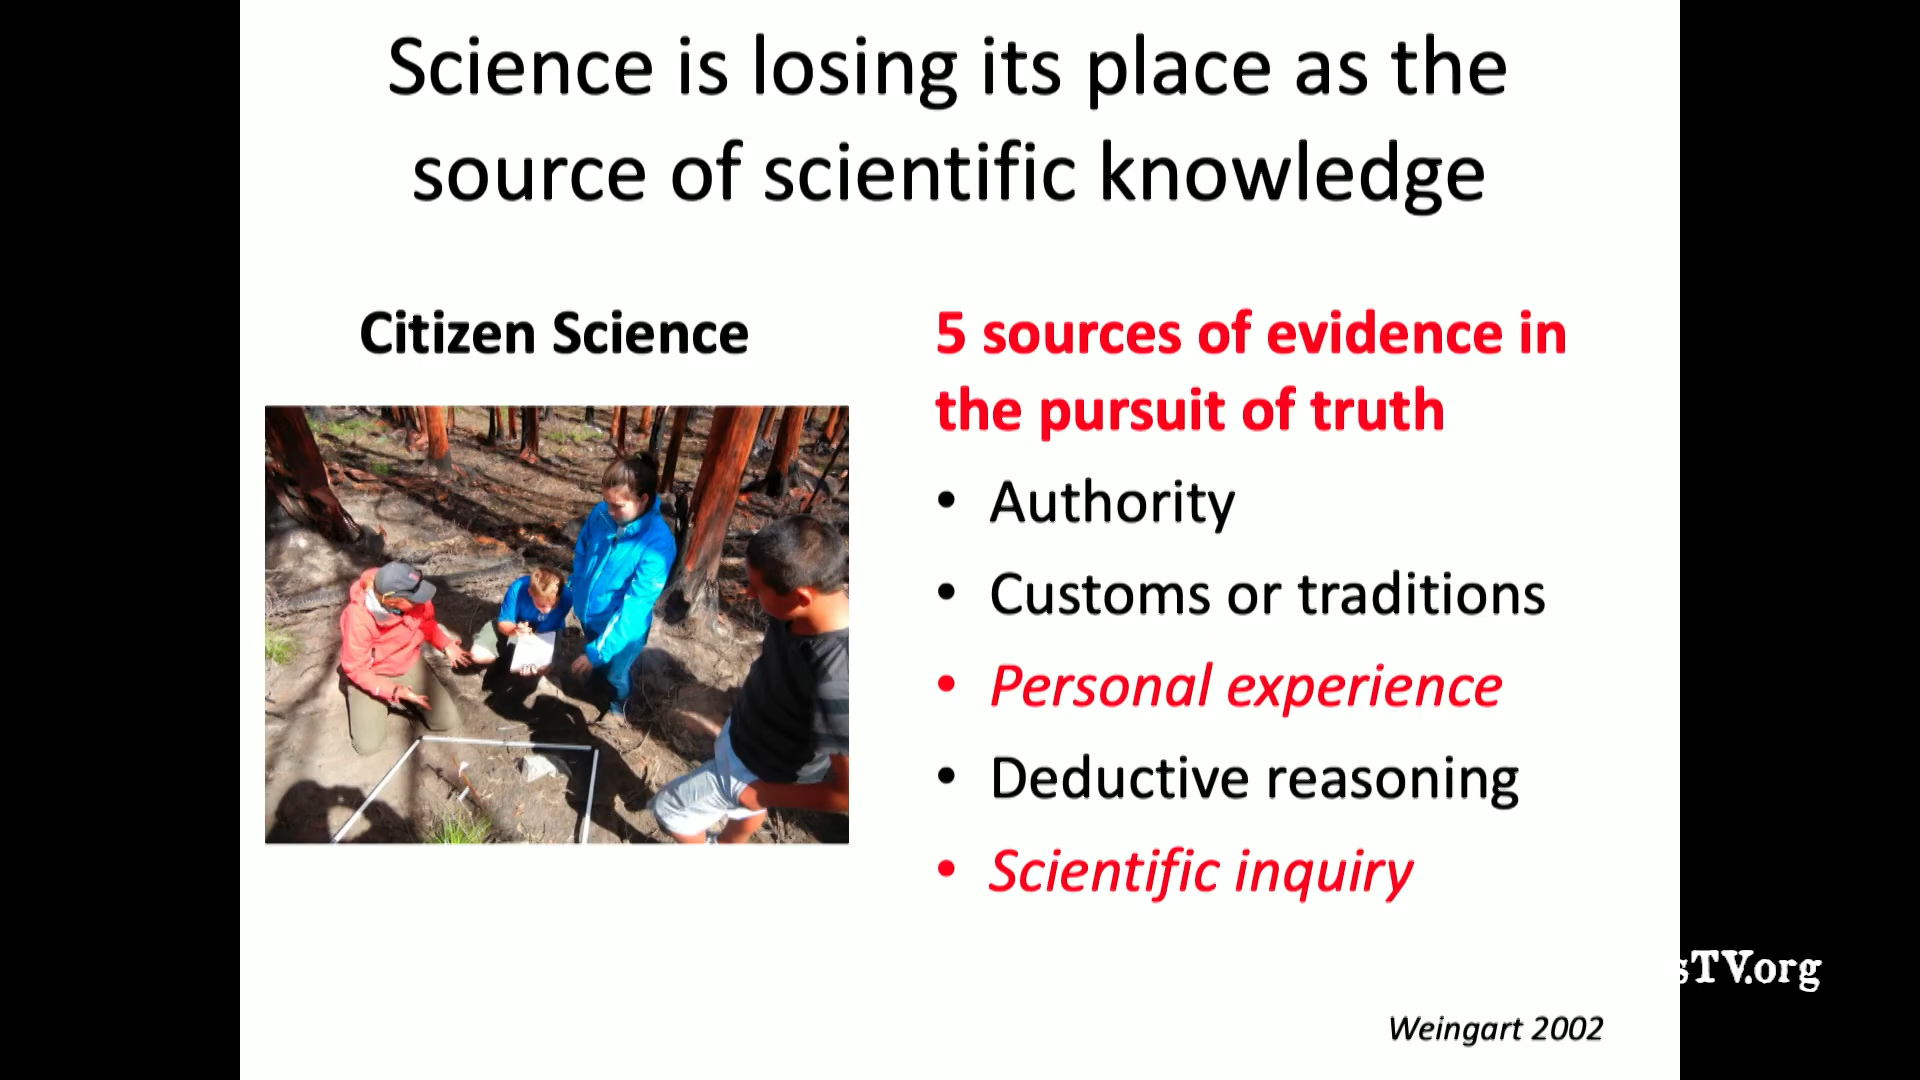 Science is losing its place as the
source of scientific knowledge
Citizen Science
5 sources of evidence in
the pursuit of truth
• Authority
• Customs or traditions
• Personal experience
• Deductive reasoning
• Scientific inquiry
sTV.org
Weingart 2002